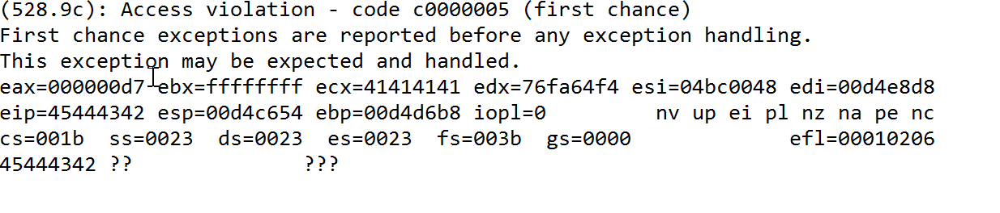 (528.9c): Access violation - code c0000005 (first chance)
First chance exceptions are reported before any exception handling.
This exception may be expected and handled.
eax=000000d7 ebx=ffffffff ecx=41414141 edx=76fa64f4 esi=04bc0048 edi=00d4e8d8
eip=45444342 esp=00d4c654 ebp=00d4d6b8 iopl=0         nv up ei pl nz na pe nc
cs=001b  ss=0023  ds=0023  es=0023  fs=003b  gs=0000             efl=00010206
45444342 ??              ???